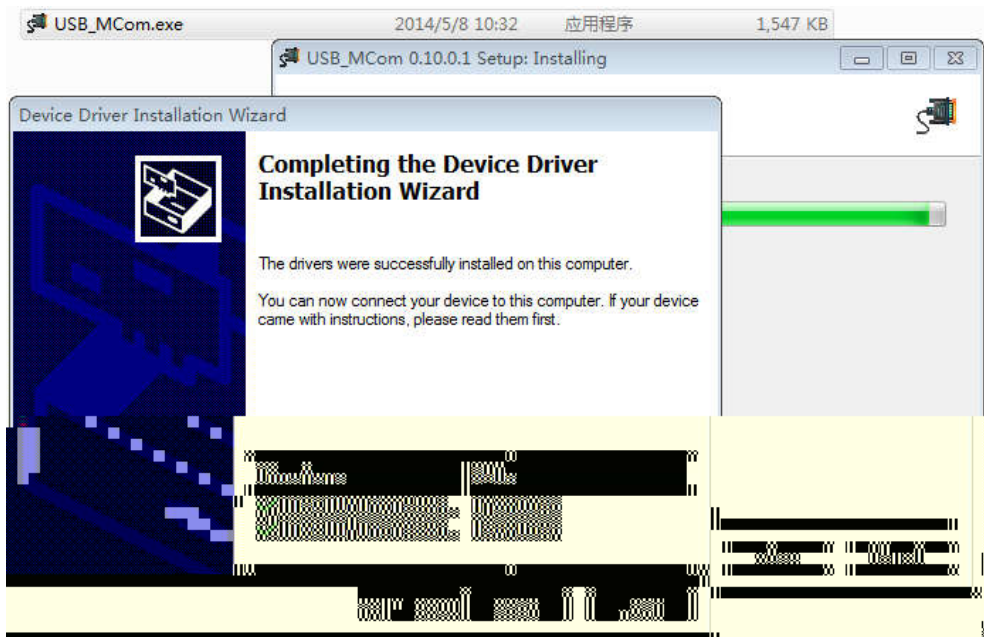 USB_MCom.exe 2014/5/8 10:32 应用程序 1,547 KB
USB_MCom 0.10.0.1 Setup: Installing
Device Driver Installation Wizard
Completing the Device Driver
Installation Wizard
The drivers were successfully installed on this computer.
You can now connect your device to this computer. If your device
came with instructions, please read them first.